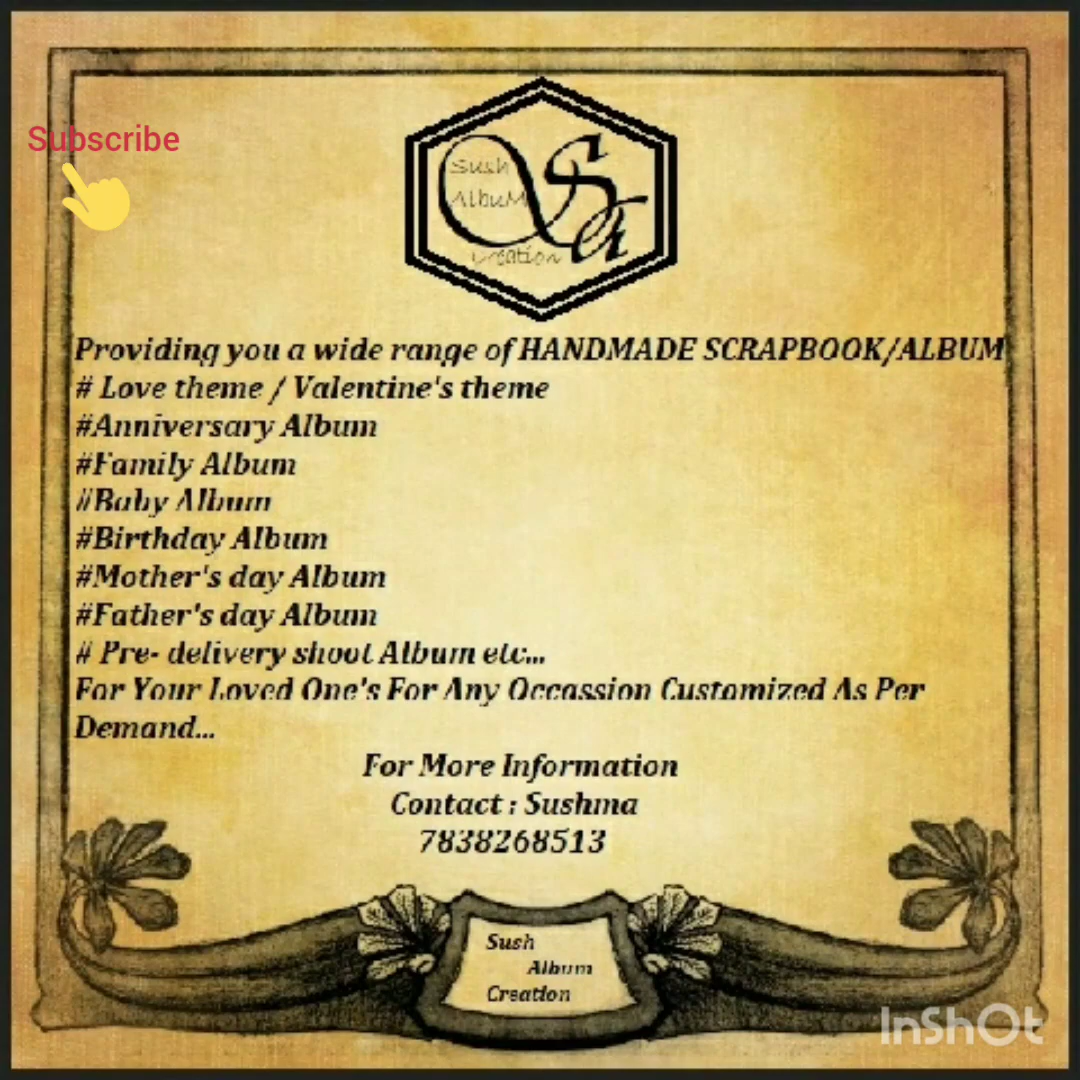 Subscribe
Sush
AlbuM
Creation
Providing you a wide range of HANDMADE SCRAPBOOK/ALBUM
# Love theme / Valentine's theme
#Anniversary Album
#Family Album
#Baby Album
#Birthday Album
#Mother's day Album
#Father's day Album
# Pre- delivery shoot Album etc...
For Your Loved One's For Any Occassion Customized As Per
Demand...
For More Information
Contact : Sushma
7838268513
Sush
Album
Creation
InShOt